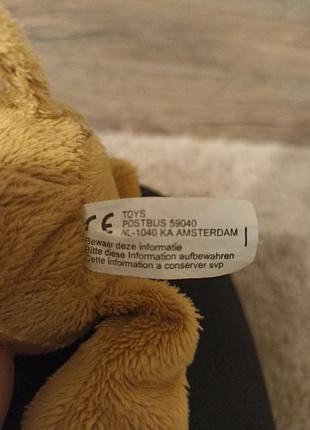 CE TOYS
POSTBUS 59040
NL-1040 KA AMSTERDAM
Bewaar deze informatie
Bitte diese Information aufbewahren
Cette information a conserver svp